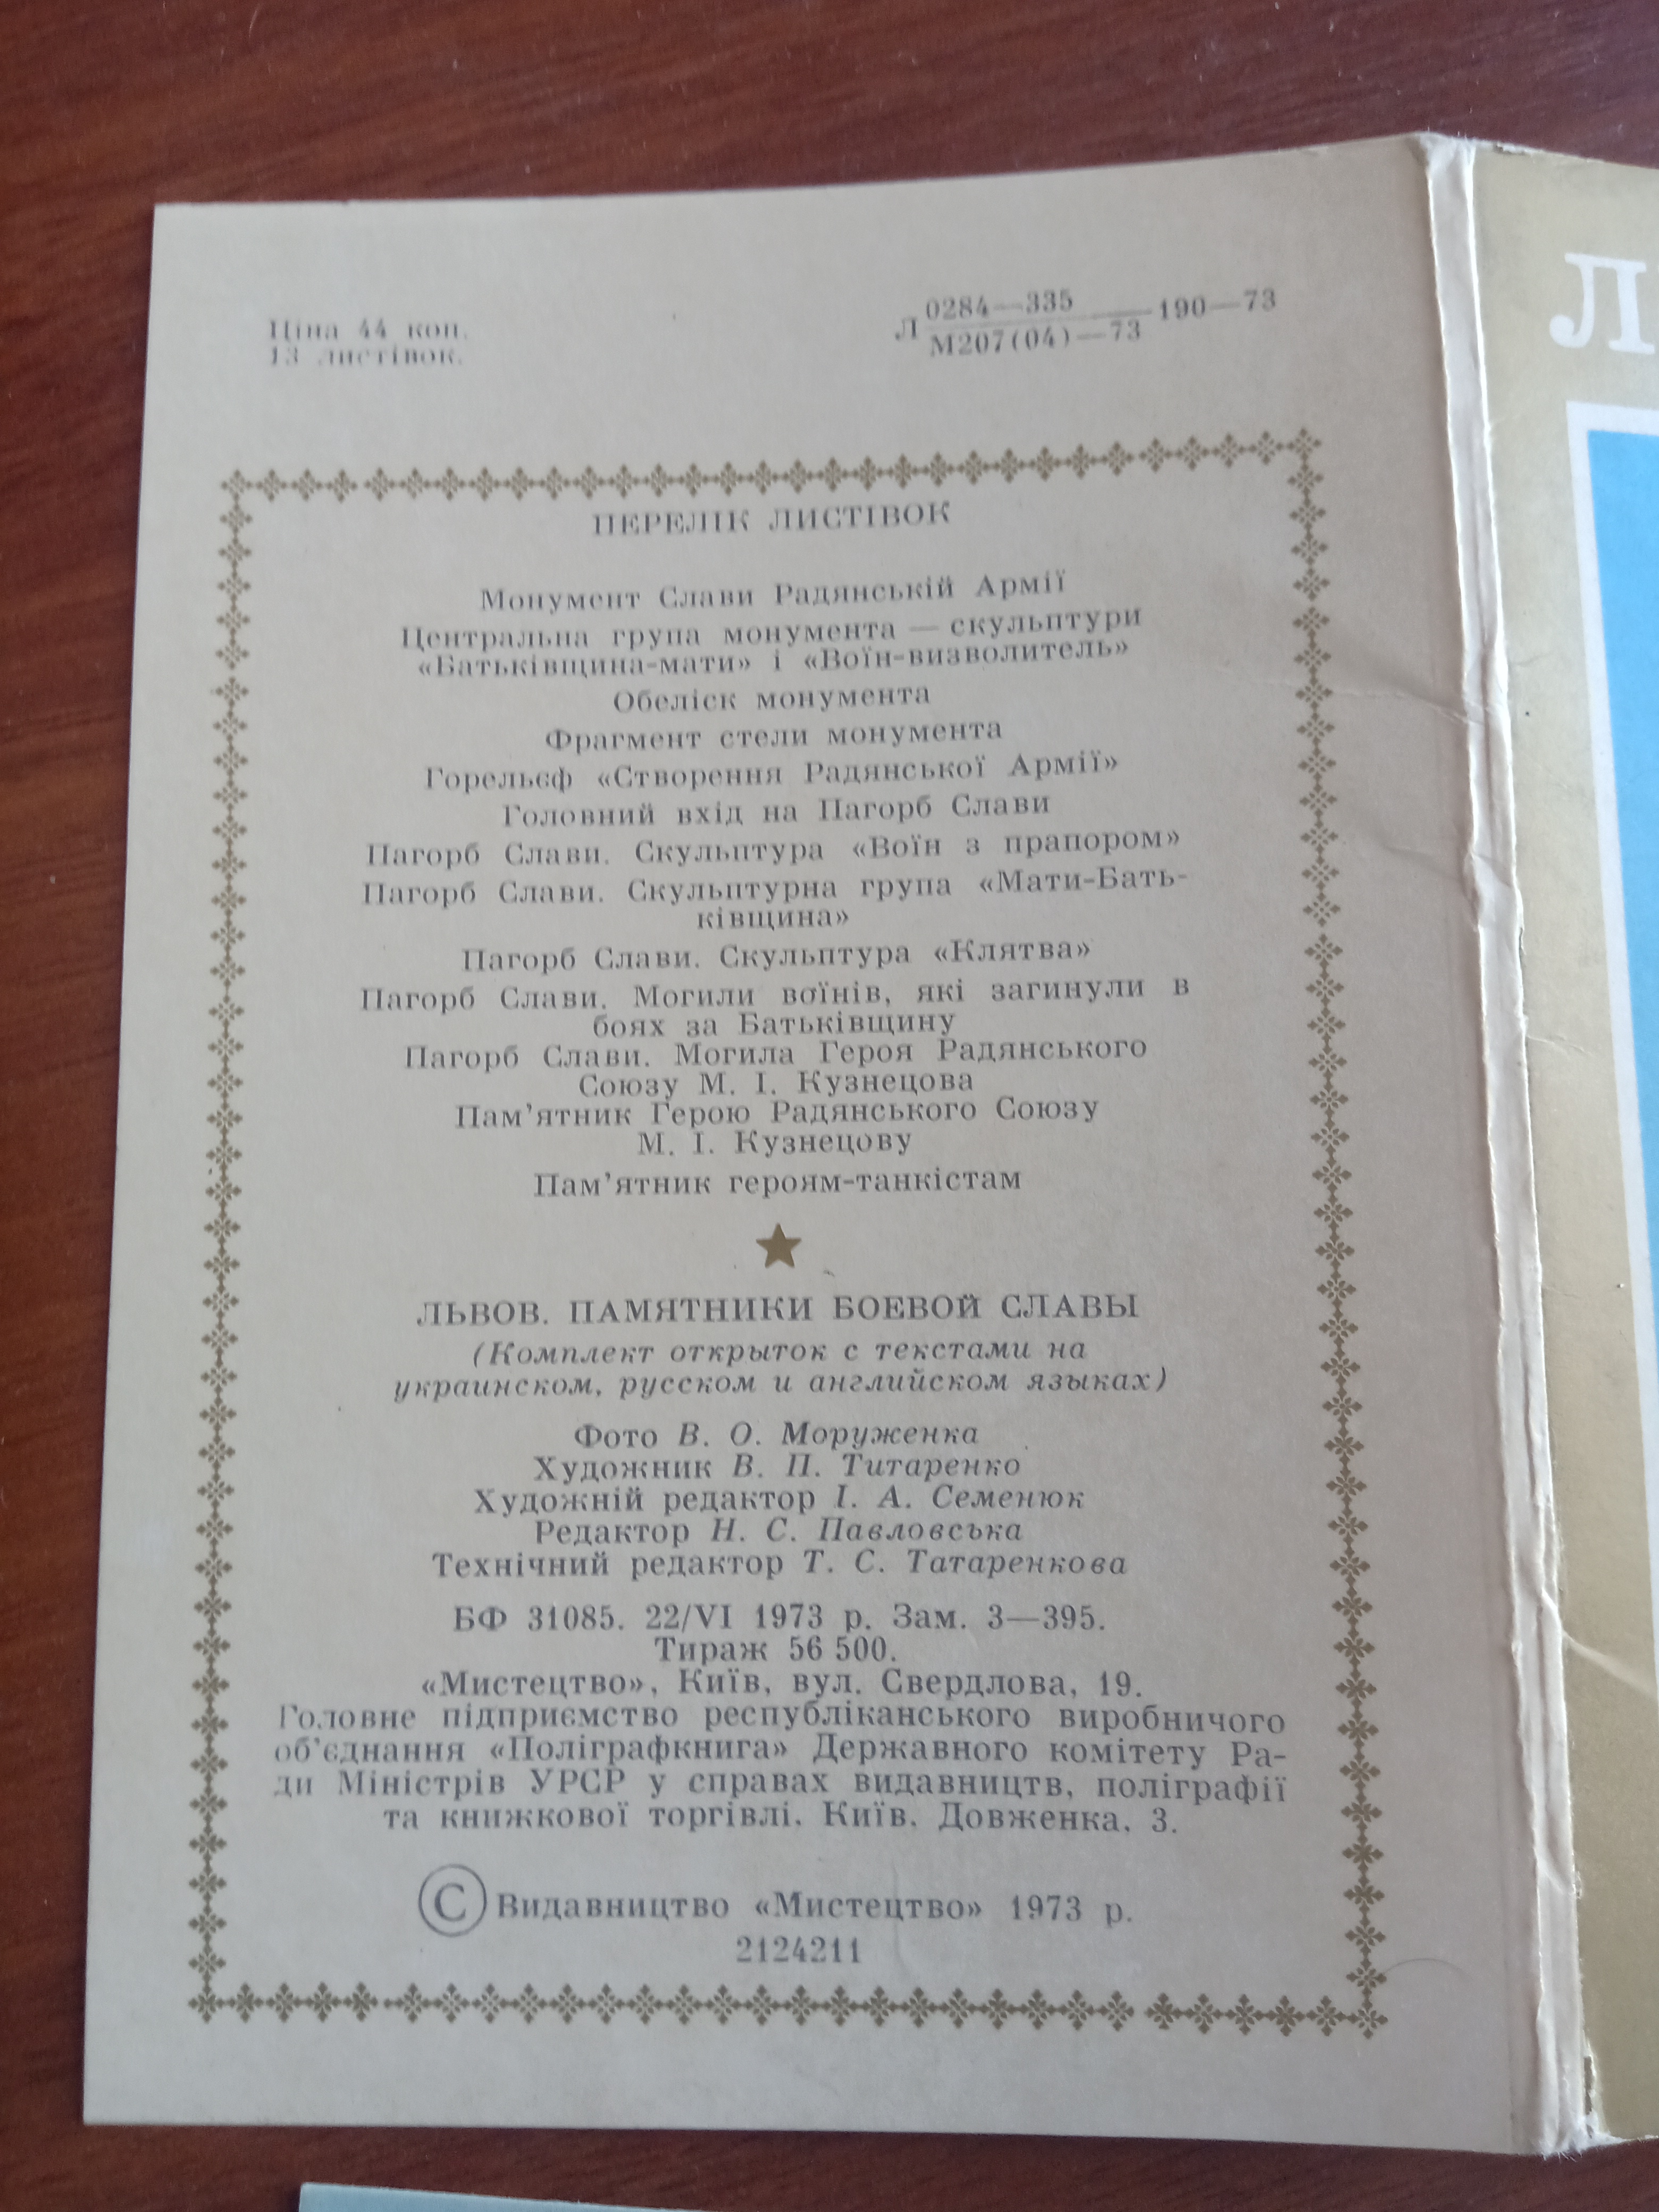 Ціна 44 коп.
13 листівок.
Л 0284—335 / М207(04)—73 —190—73
ПЕРЕЛІК ЛИСТІВОК
Монумент Слави Радянській Армії
Центральна група монумента — скульптури
«Батьківщина-мати» і «Воїн-визволитель»
Обеліск монумента
Фрагмент стели монумента
Горельєф «Створення Радянської Армії»
Головний вхід на Пагорб Слави
Пагорб Слави. Скульптура «Воїн з прапором»
Пагорб Слави. Скульптурна група «Мати-Бать-
ківщина»
Пагорб Слави. Скульптура «Клятва»
Пагорб Слави. Могили воїнів, які загинули в
боях за Батьківщину
Пагорб Слави. Могила Героя Радянського
Союзу М. І. Кузнецова
Пам'ятник Герою Радянського Союзу
М. І. Кузнецову
Пам'ятник героям-танкістам
ЛЬВОВ. ПАМЯТНИКИ БОЕВОЙ СЛАВЫ
(Комплект открыток с текстами на
украинском, русском и английском языках)
Фото В. О. Моруженка
Художник В. П. Титаренко
Художній редактор І. А. Семенюк
Редактор Н. С. Павловська
Технічний редактор Т. С. Татаренкова
БФ 31085. 22/VI 1973 р. Зам. 3—395.
Тираж 56 500.
«Мистецтво», Київ, вул. Свердлова, 19.
Головне підприємство республіканського виробничого
об'єднання «Поліграфкнига» Державного комітету Ра-
ди Міністрів УРСР у справах видавництв, поліграфії
та книжкової торгівлі, Київ, Довженка, 3.
© Видавництво «Мистецтво» 1973 р.
2124211
Л